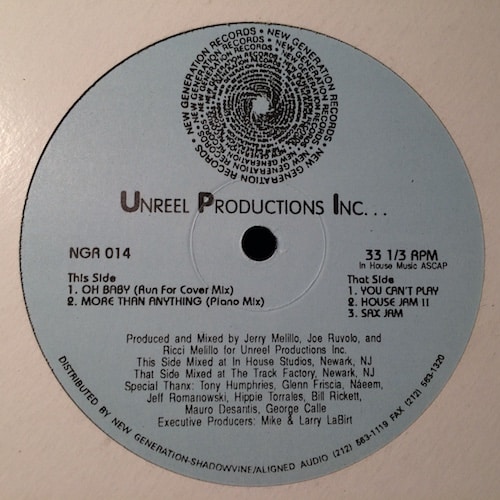 NEW GENERATION RECORDS • NEW GENERATION RECORDS • NEW GENERATION RECORDS •
UNREEL PRODUCTIONS INC...
NGR 014
33 1/3 RPM
In House Music ASCAP
This Side
1. OH BABY (Run For Cover Mix)
2. MORE THAN ANYTHING (Piano Mix)
That Side
1. YOU CAN'T PLAY
2. HOUSE JAM II
3. SAX JAM
Produced and Mixed by Jerry Melillo, Joe Ruvolo, and
Ricci Melillo for Unreel Productions Inc.
This Side Mixed at In House Studios, Newark, NJ
That Side Mixed at The Track Factory, Newark, NJ
Special Thanx: Tony Humphries, Glenn Friscia, Náeem,
Jeff Romanowski, Hippie Torrales, Bill Rickett,
Mauro Desantis, George Calle
Executive Producers: Mike & Larry LaBirt
DISTRIBUTED BY NEW GENERATION-SHADOWVINE/ALIGNED AUDIO (212) 563-1119 FAX (212) 563-1320